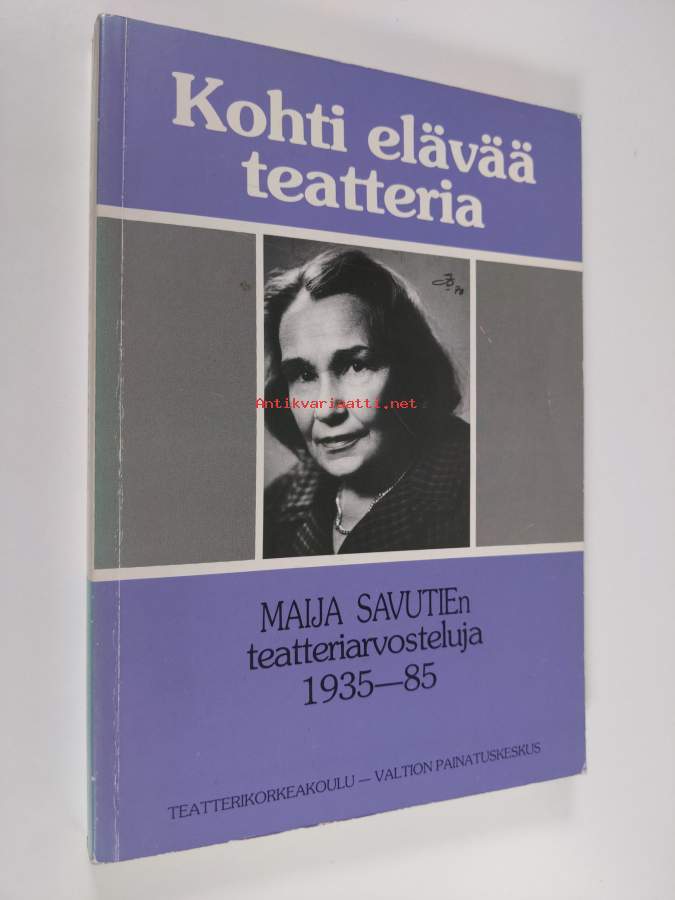 Kohti elävää
teatteria
Antikvariaatti.net
MAIJA SAVUTIEn
teatteriarvosteluja
1935—85
TEATTERIKORKEAKOULU — VALTION PAINATUSKESKUS